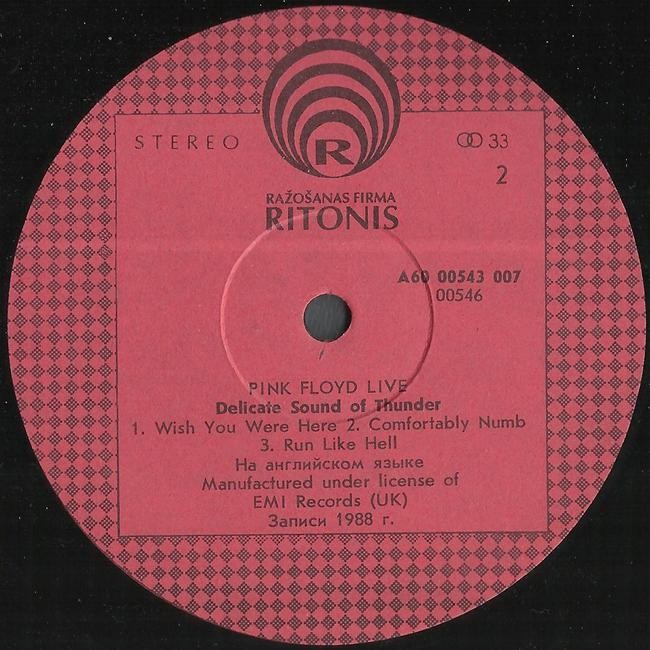 STEREO
R
33
2
RAŽOŠANAS FIRMA
RITONIS
A60 00543 007
00546
PINK FLOYD LIVE
Delicate Sound of Thunder
1. Wish You Were Here 2. Comfortably Numb
3. Run Like Hell
На английском языке
Manufactured under license of
EMI Records (UK)
Записи 1988 г.